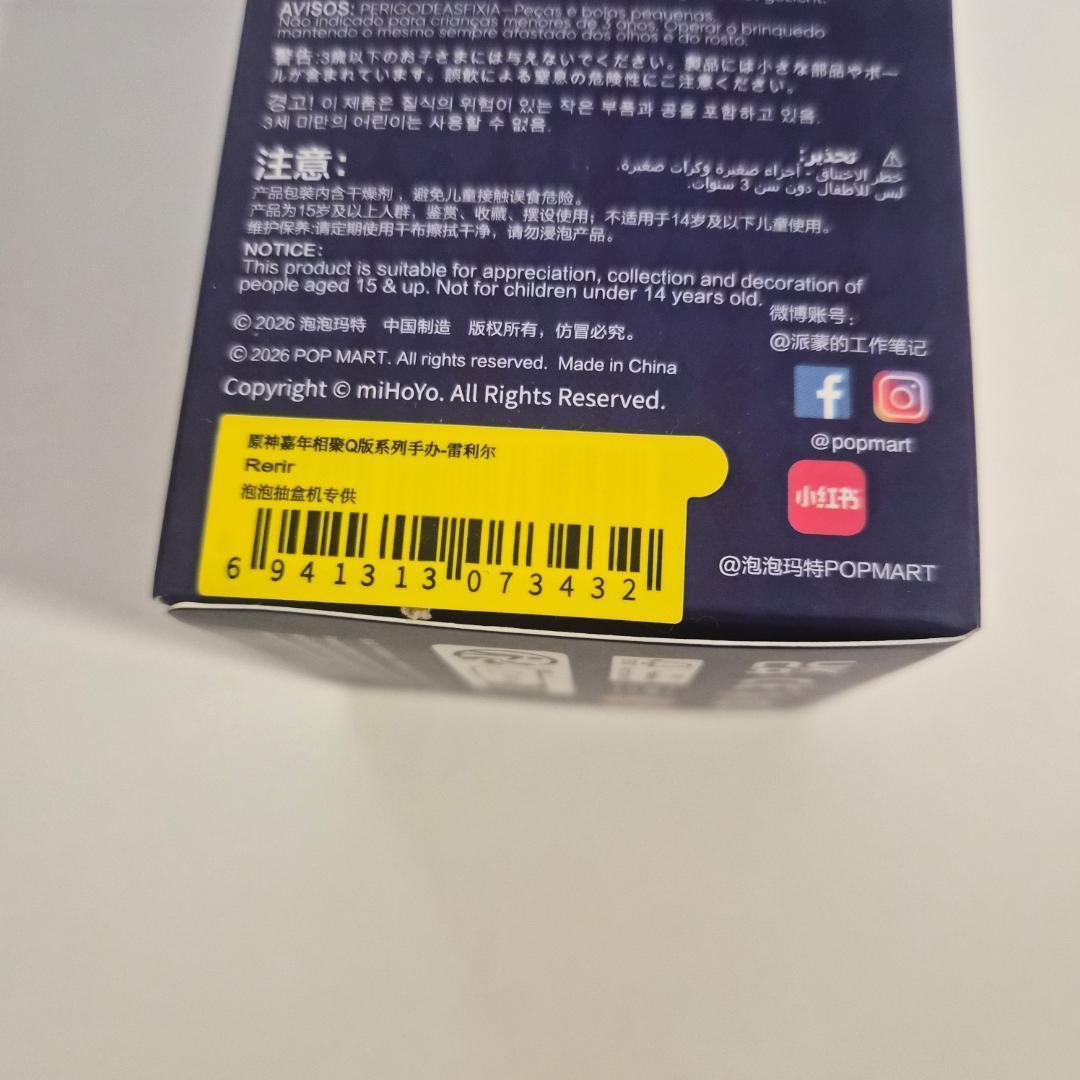 AVISOS: PERIGODEASFIXIA-Peças e bolas pequenas.
Não indicado para crianças menores de 3 anos. Operar o brinquedo
mantendo o mesmo sempre afastado dos olhos e do rosto.
警告:3歳以下のお子さまには与えないでください。製品には小さな部品やボー
ルが含まれています。誤飲による窒息の危険性にご注意ください。
경고! 이 제품은 질식의 위험이 있는 작은 부품과 공을 포함하고 있음.
3세 미만의 어린이는 사용할 수 없음.
⚠ تحذير:
خطر الاختناق - أجزاء صغيرة وكرات صغيرة.
ليس للأطفال دون سن 3 سنوات.
注意:
产品包装内含干燥剂，避免儿童接触误食危险。
产品为15岁及以上人群，鉴赏、收藏、摆设使用；不适用于14岁及以下儿童使用。
维护保养:请定期使用干布擦拭干净，请勿浸泡产品。
NOTICE:
This product is suitable for appreciation, collection and decoration of
people aged 15 & up. Not for children under 14 years old.
© 2026 泡泡玛特 中国制造 版权所有，仿冒必究。
© 2026 POP MART. All rights reserved. Made in China
Copyright © miHoYo. All Rights Reserved.
微博账号:
@派蒙的工作笔记
f
@popmart
小红书
@泡泡玛特POPMART
原神嘉年相聚Q版系列手办-雷利尔
Rerir
泡泡抽盒机专供
6 941313 073432